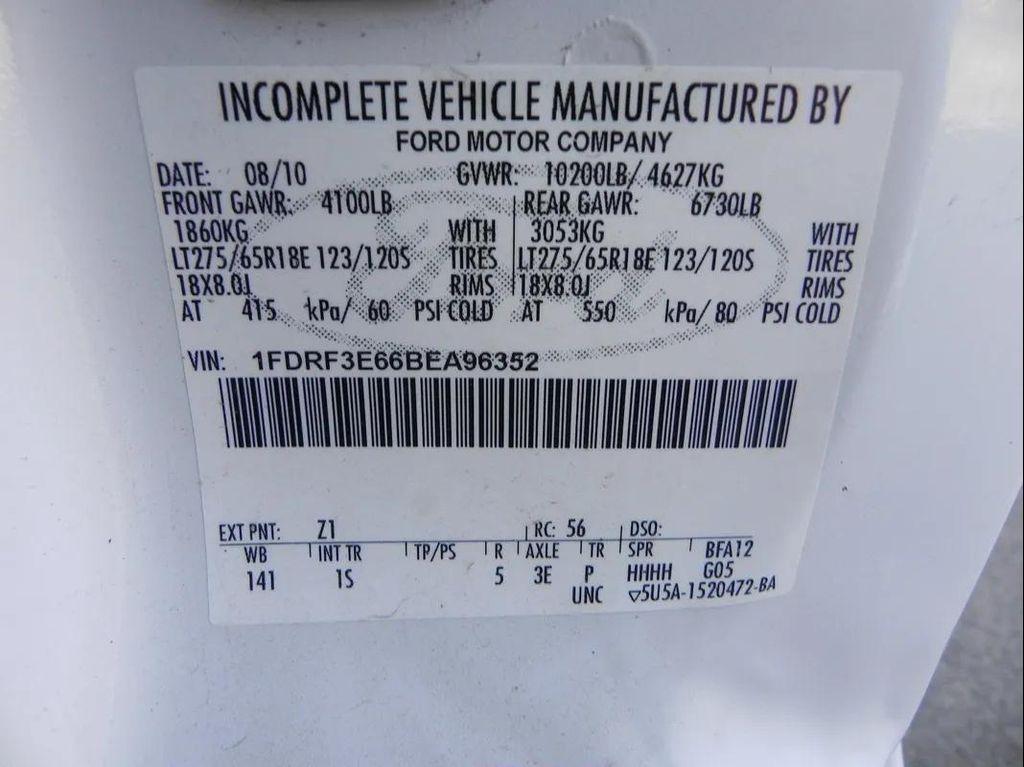 INCOMPLETE VEHICLE MANUFACTURED BY
FORD MOTOR COMPANY
DATE: 08/10 GVWR: 10200LB/ 4627KG
FRONT GAWR: 4100LB REAR GAWR: 6730LB
1860KG WITH 3053KG WITH
LT275/65R18E 123/120S TIRES LT275/65R18E 123/120S TIRES
18X8.0J RIMS 18X8.0J RIMS
AT 415 kPa/ 60 PSI COLD AT 550 kPa/ 80 PSI COLD
VIN: 1FDRF3E66BEA96352
EXT PNT: Z1 RC: 56 DSO:
WB INT TR TP/PS R AXLE TR SPR BFA12
141 1S 5 3E P HHHH G05
UNC ▽5U5A-1520472-BA